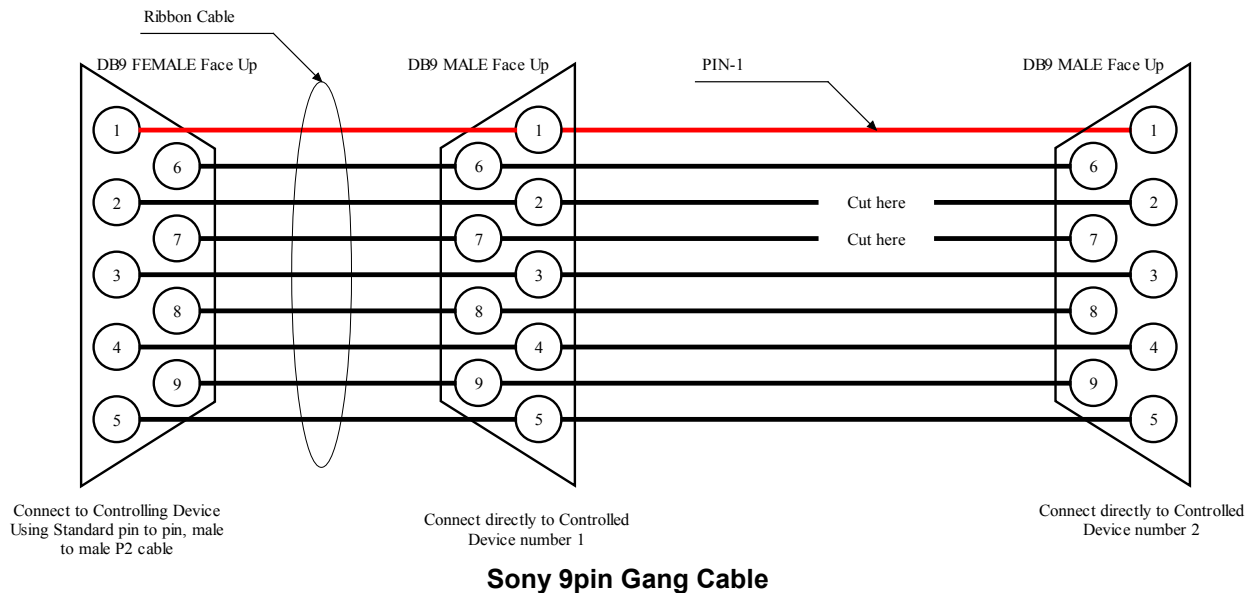 Ribbon Cable
DB9 FEMALE Face Up
DB9 MALE Face Up
PIN-1
DB9 MALE Face Up
1
1
1
6
6
6
2
2
Cut here
2
7
7
Cut here
7
3
3
3
8
8
8
4
4
4
9
9
9
5
5
5
Connect to Controlling Device
Using Standard pin to pin, male
to male P2 cable
Connect directly to Controlled
Device number 1
Connect directly to Controlled
Device number 2
Sony 9pin Gang Cable